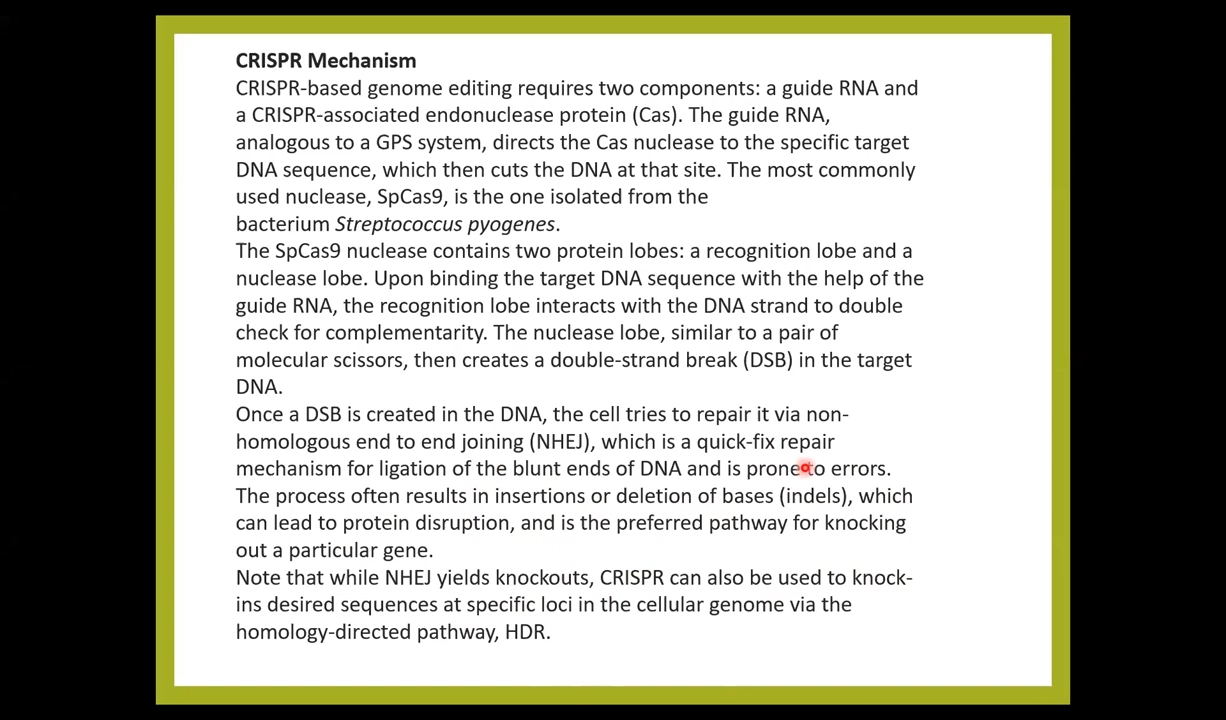 CRISPR Mechanism
CRISPR-based genome editing requires two components: a guide RNA and
a CRISPR-associated endonuclease protein (Cas). The guide RNA,
analogous to a GPS system, directs the Cas nuclease to the specific target
DNA sequence, which then cuts the DNA at that site. The most commonly
used nuclease, SpCas9, is the one isolated from the
bacterium Streptococcus pyogenes.
The SpCas9 nuclease contains two protein lobes: a recognition lobe and a
nuclease lobe. Upon binding the target DNA sequence with the help of the
guide RNA, the recognition lobe interacts with the DNA strand to double
check for complementarity. The nuclease lobe, similar to a pair of
molecular scissors, then creates a double-strand break (DSB) in the target
DNA.
Once a DSB is created in the DNA, the cell tries to repair it via non-
homologous end to end joining (NHEJ), which is a quick-fix repair
mechanism for ligation of the blunt ends of DNA and is prone to errors.
The process often results in insertions or deletion of bases (indels), which
can lead to protein disruption, and is the preferred pathway for knocking
out a particular gene.
Note that while NHEJ yields knockouts, CRISPR can also be used to knock-
ins desired sequences at specific loci in the cellular genome via the
homology-directed pathway, HDR.